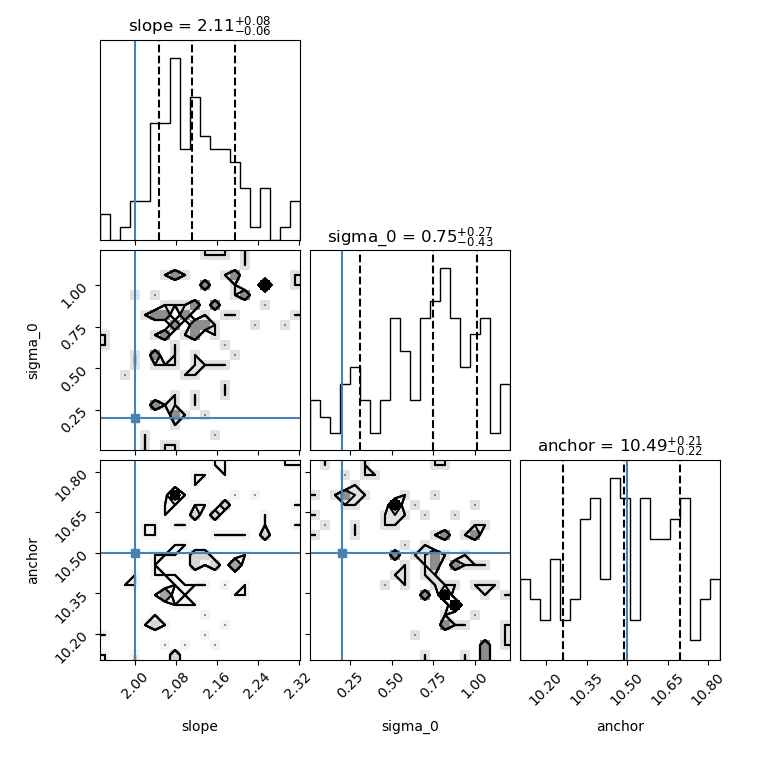 slope = 2.11+0.08 −0.06
sigma_0 = 0.75+0.27 −0.43
sigma_0
1.00
0.75
0.50
0.25
anchor = 10.49+0.21 −0.22
anchor
10.80
10.65
10.50
10.35
10.20
2.00 2.08 2.16 2.24 2.32
0.25 0.50 0.75 1.00
10.20 10.35 10.50 10.65 10.80
slope
sigma_0
anchor